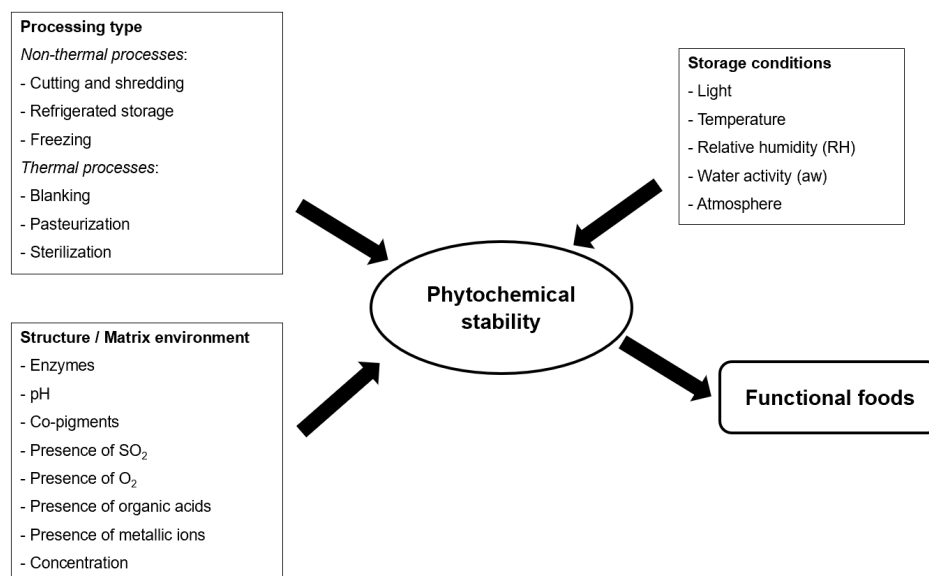 Processing type
Non-thermal processes:
- Cutting and shredding
- Refrigerated storage
- Freezing
Thermal processes:
- Blanking
- Pasteurization
- Sterilization
Storage conditions
- Light
- Temperature
- Relative humidity (RH)
- Water activity (aw)
- Atmosphere
Phytochemical
stability
Structure / Matrix environment
- Enzymes
- pH
- Co-pigments
- Presence of SO₂
- Presence of O₂
- Presence of organic acids
- Presence of metallic ions
- Concentration
Functional foods